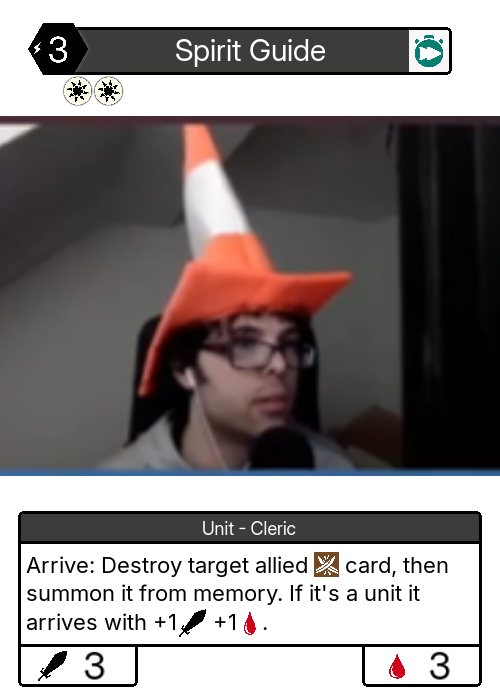 3
Spirit Guide
Unit - Cleric
Arrive: Destroy target allied card, then
summon it from memory. If it's a unit it
arrives with +1 +1 .
3
3